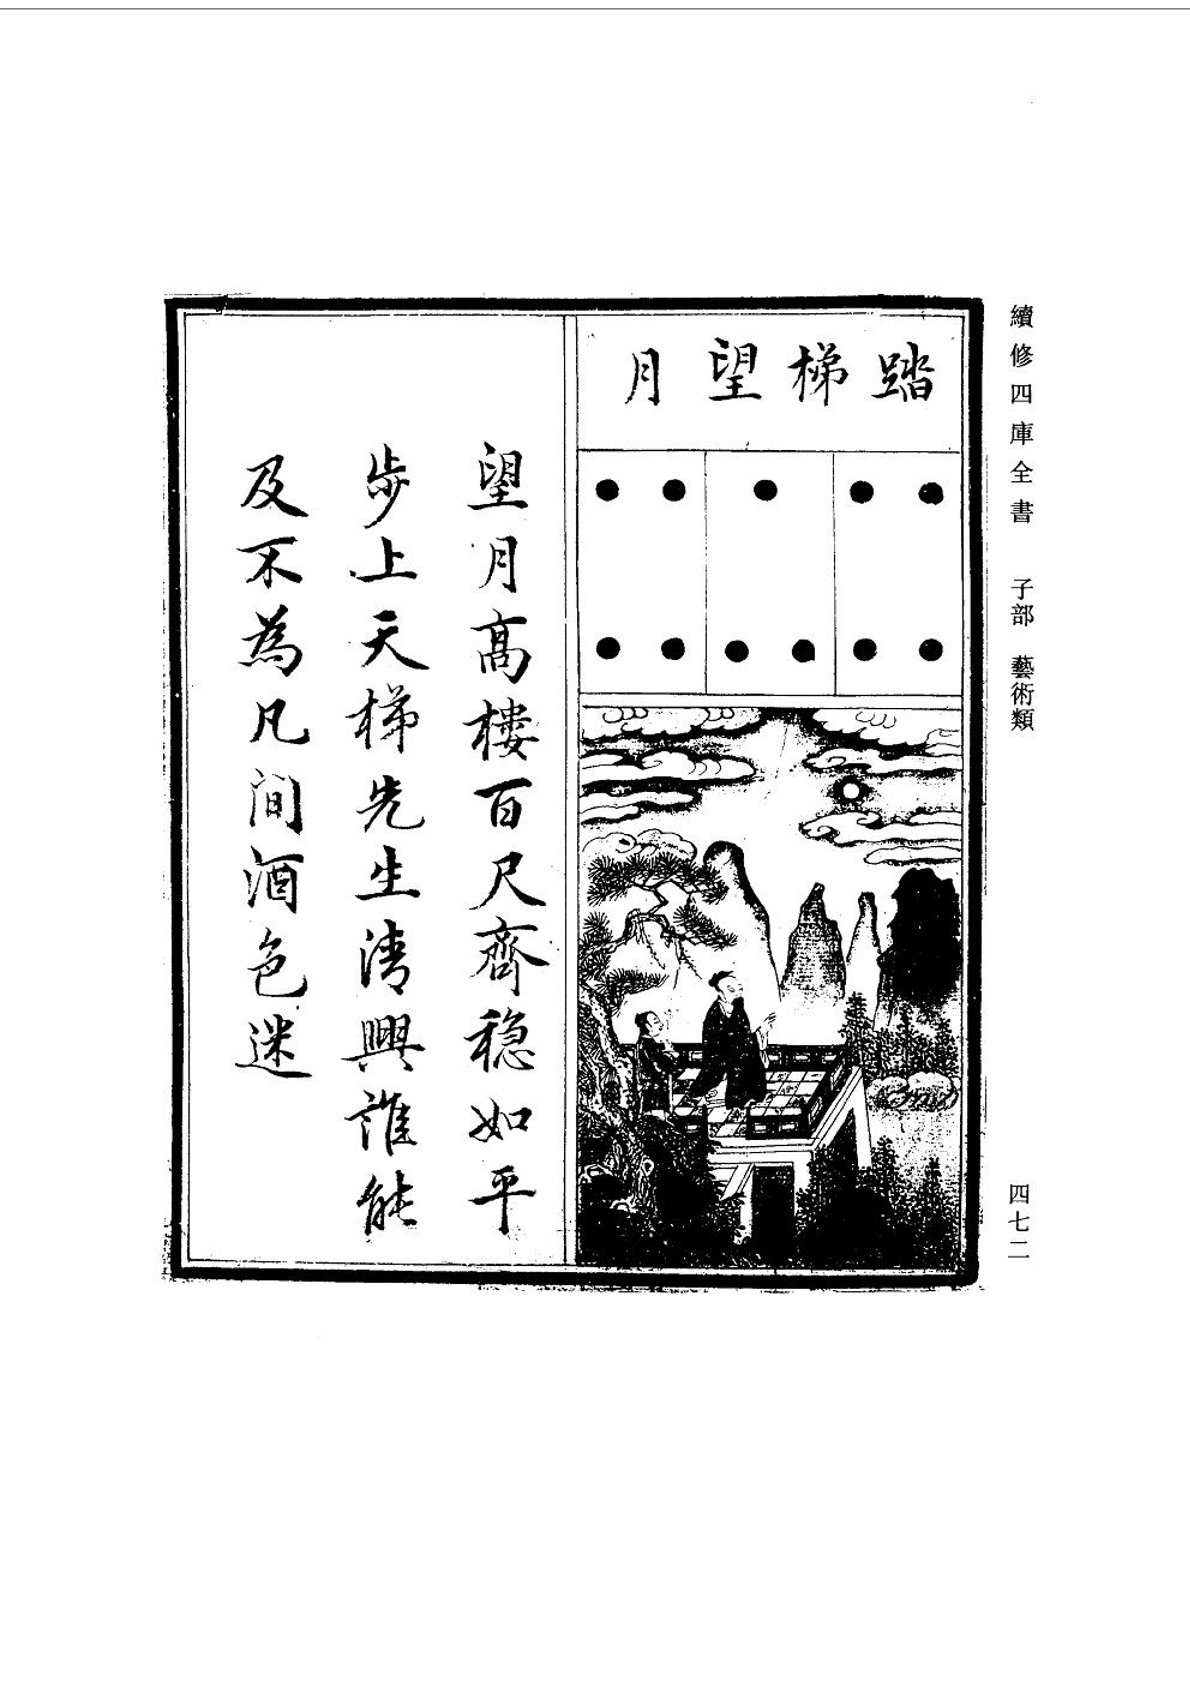 續修四庫全書 子部 藝術類
四七二
踏梯望月
望月高樓百尺齊穏如平
步上天梯先生清興誰能
及不為凡间酒色迷